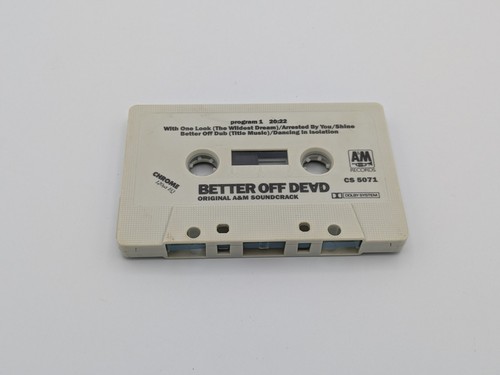 program 1 20:22
With One Look (The Wildest Dream)/Arrested By You/Shine
Better Off Dub (Title Music)/Dancing in Isolation
A&M
RECORDS
CHROME
BETTER OFF DEAD
CS 5071
ORIGINAL A&M SOUNDCRACK
DOLBY SYSTEM